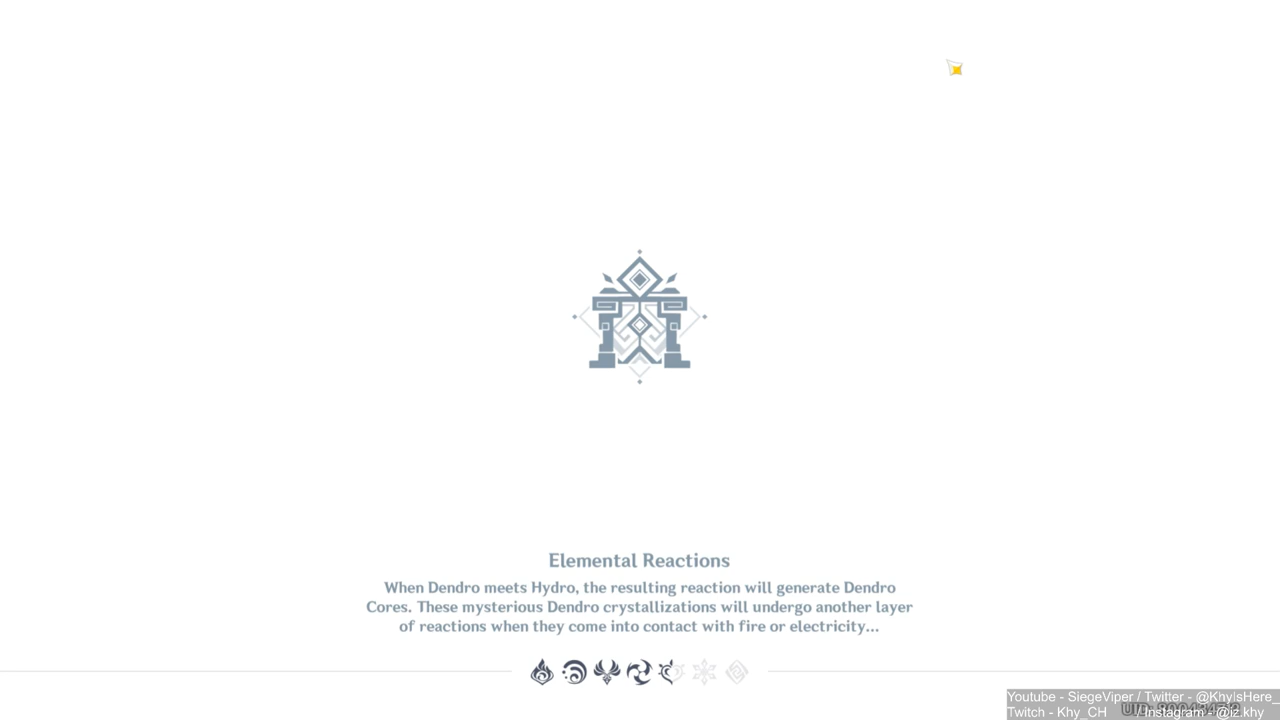 Elemental Reactions
When Dendro meets Hydro, the resulting reaction will generate Dendro
Cores. These mysterious Dendro crystallizations will undergo another layer
of reactions when they come into contact with fire or electricity...
Youtube - SiegeViper / Twitter - @KhyIsHere_
Twitch - Khy_CH / Instagram - @iz.khy
UID: